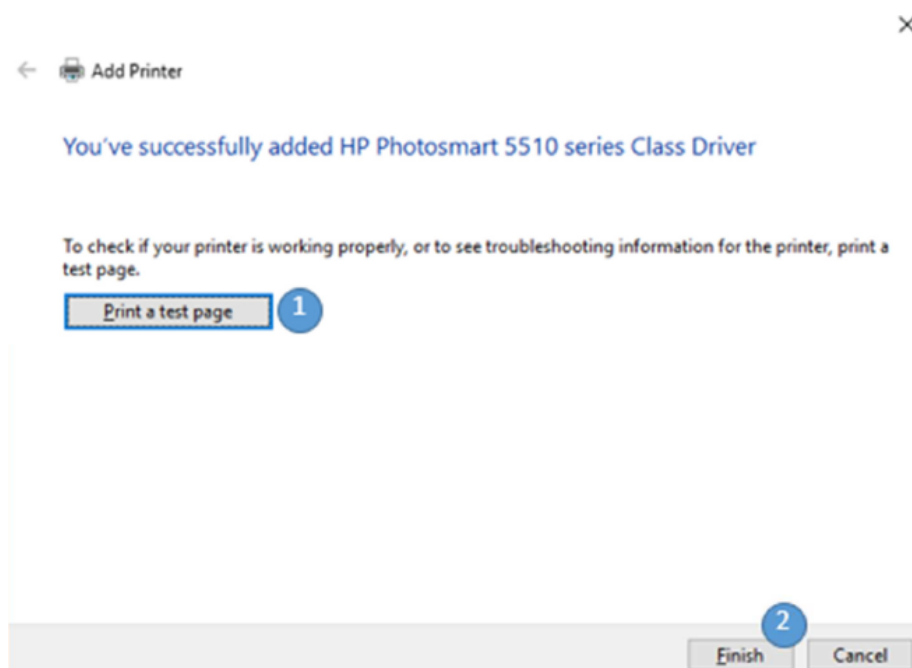 Add Printer
You've successfully added HP Photosmart 5510 series Class Driver
To check if your printer is working properly, or to see troubleshooting information for the printer, print a
test page.
Print a test page 1
2
Finish Cancel